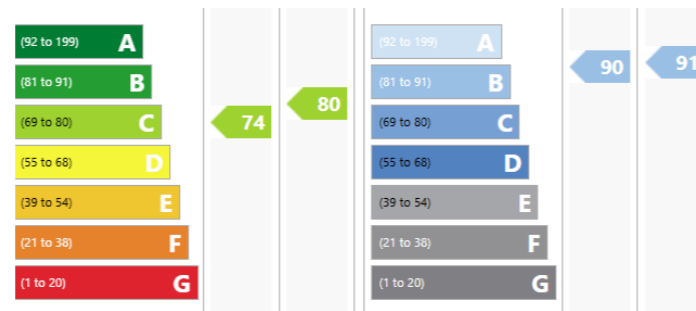 (92 to 199) A
(81 to 91) B
(69 to 80) C
(55 to 68) D
(39 to 54) E
(21 to 38) F
(1 to 20) G
74
80
(92 to 199) A
(81 to 91) B
(69 to 80) C
(55 to 68) D
(39 to 54) E
(21 to 38) F
(1 to 20) G
90
91